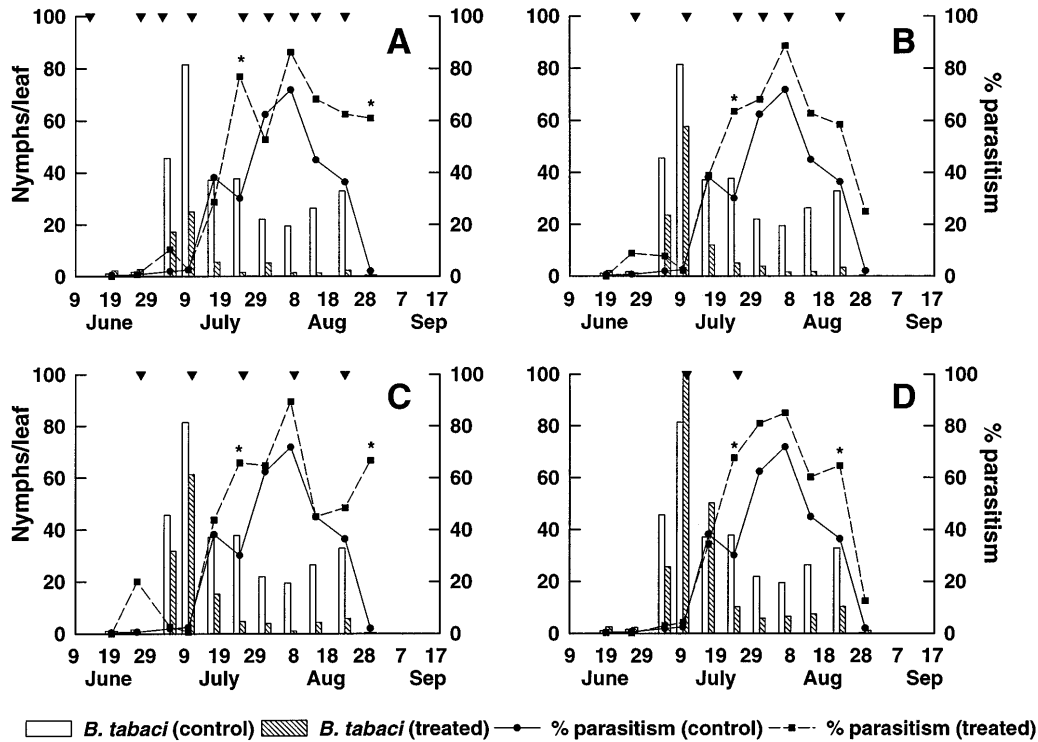 100 100 100 100
A B
80 80 80 80
60 60 60 60
40 40 40 40
20 20 20 20
0 0 0 0
Nymphs/leaf
% parasitism
* * *
9 19 29 9 19 29 8 18 28 7 17
June July Aug Sep
9 19 29 9 19 29 8 18 28 7 17
June July Aug Sep
100 100 100 100
C D
80 80 80 80
60 60 60 60
40 40 40 40
20 20 20 20
0 0 0 0
Nymphs/leaf
% parasitism
* * * *
9 19 29 9 19 29 8 18 28 7 17
June July Aug Sep
9 19 29 9 19 29 8 18 28 7 17
June July Aug Sep
B. tabaci (control) B. tabaci (treated) % parasitism (control) % parasitism (treated)